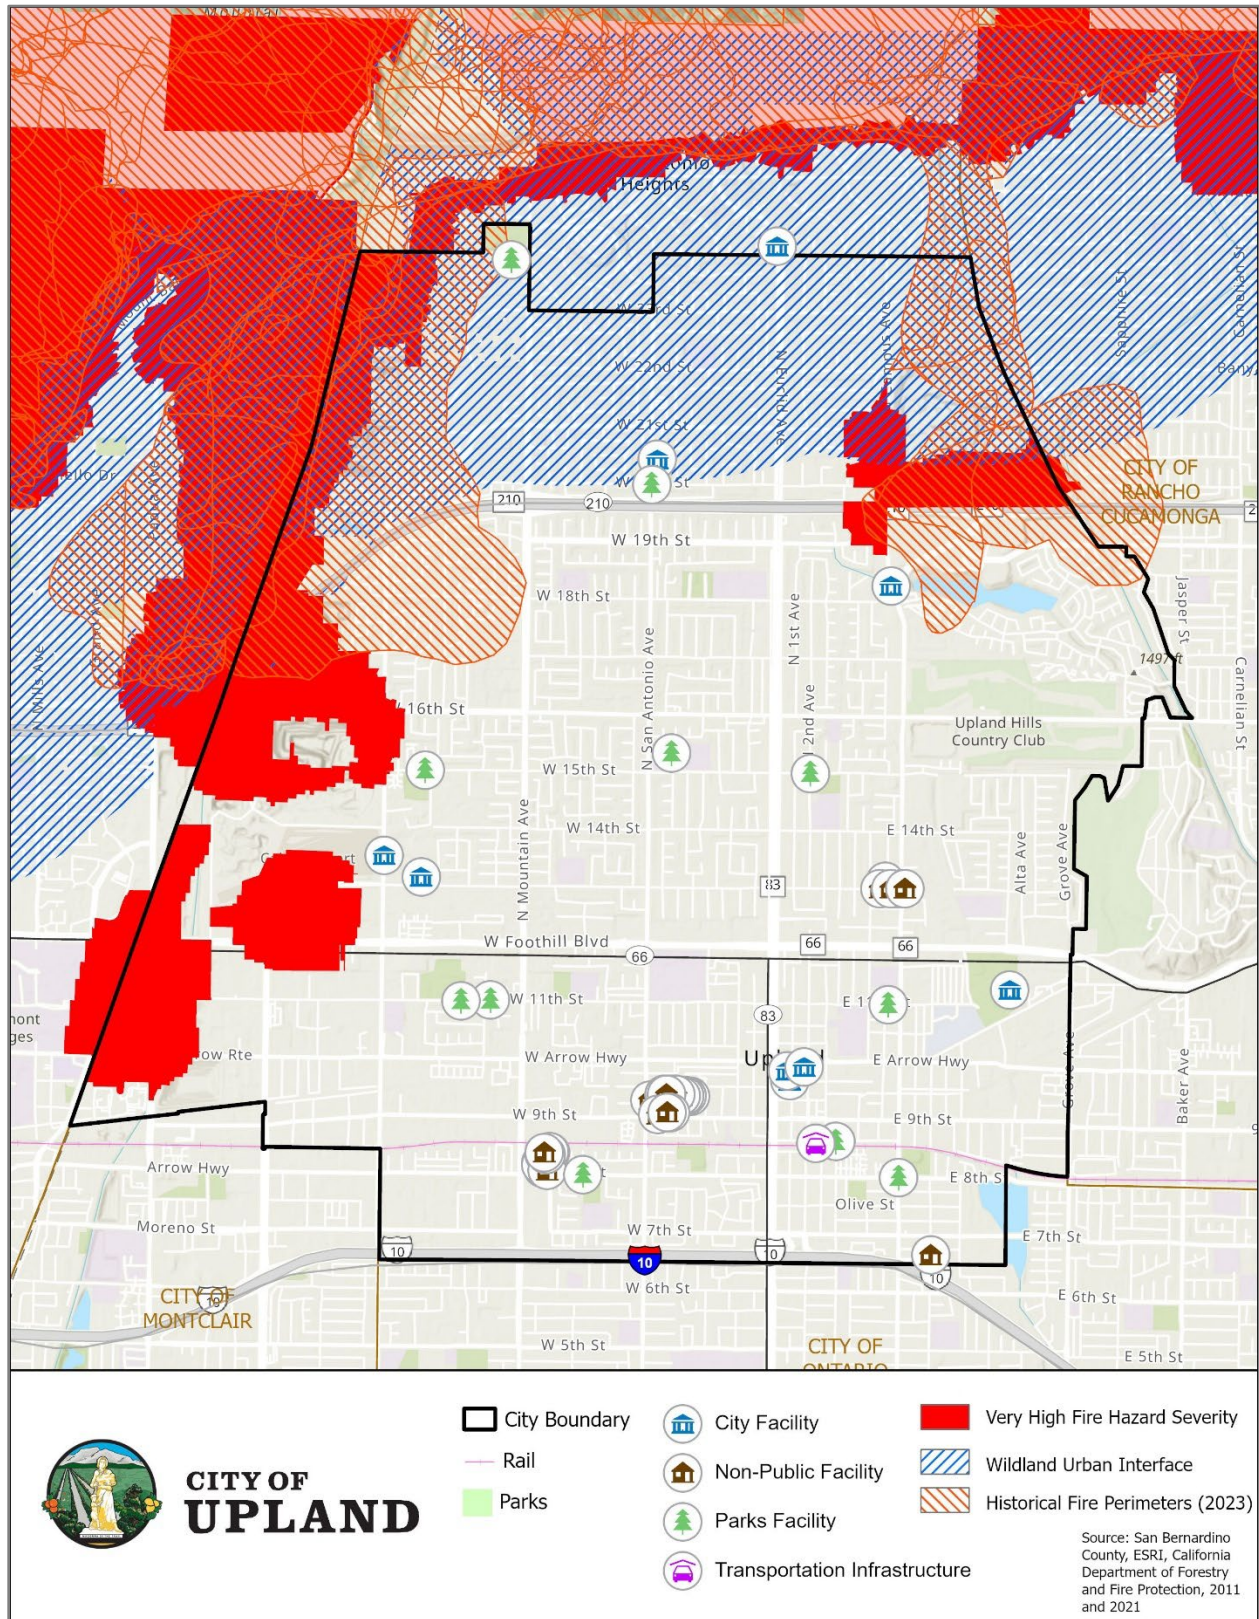 Heights
W 23rd St
W 22nd St
W 21st St
N Euclid Ave
Sapphire St
Carnelian Sr
CITY OF
RANCHO
CUCAMONGA
210
210
W 19th St
W 18th St
N 1st Ave
N San Antonio Ave
Jasper St
1497 ft
Carnelian St
N Mills Ave
16th St
Upland Hills
Country Club
W 15th St
2nd Ave
W 14th St
E 14th St
N Mountain Ave
Alta Ave
Grove Ave
83
W Foothill Blvd
66
66
66
W 11th St
83
W Arrow Hwy
E Arrow Hwy
W 9th St
E 9th St
Grove Ave
Baker Ave
Arrow Hwy
E 8th S
Olive St
Moreno St
W 7th St
E 7th St
10
10
10
10
10
W 6th St
E 6th St
CITY OF
MONTCLAIR
W 5th St
CITY OF
E 5th St
CITY OF
UPLAND
City Boundary
Rail
Parks
City Facility
Non-Public Facility
Parks Facility
Transportation Infrastructure
Very High Fire Hazard Severity
Wildland Urban Interface
Historical Fire Perimeters (2023)
Source: San Bernardino
County, ESRI, California
Department of Forestry
and Fire Protection, 2011
and 2021